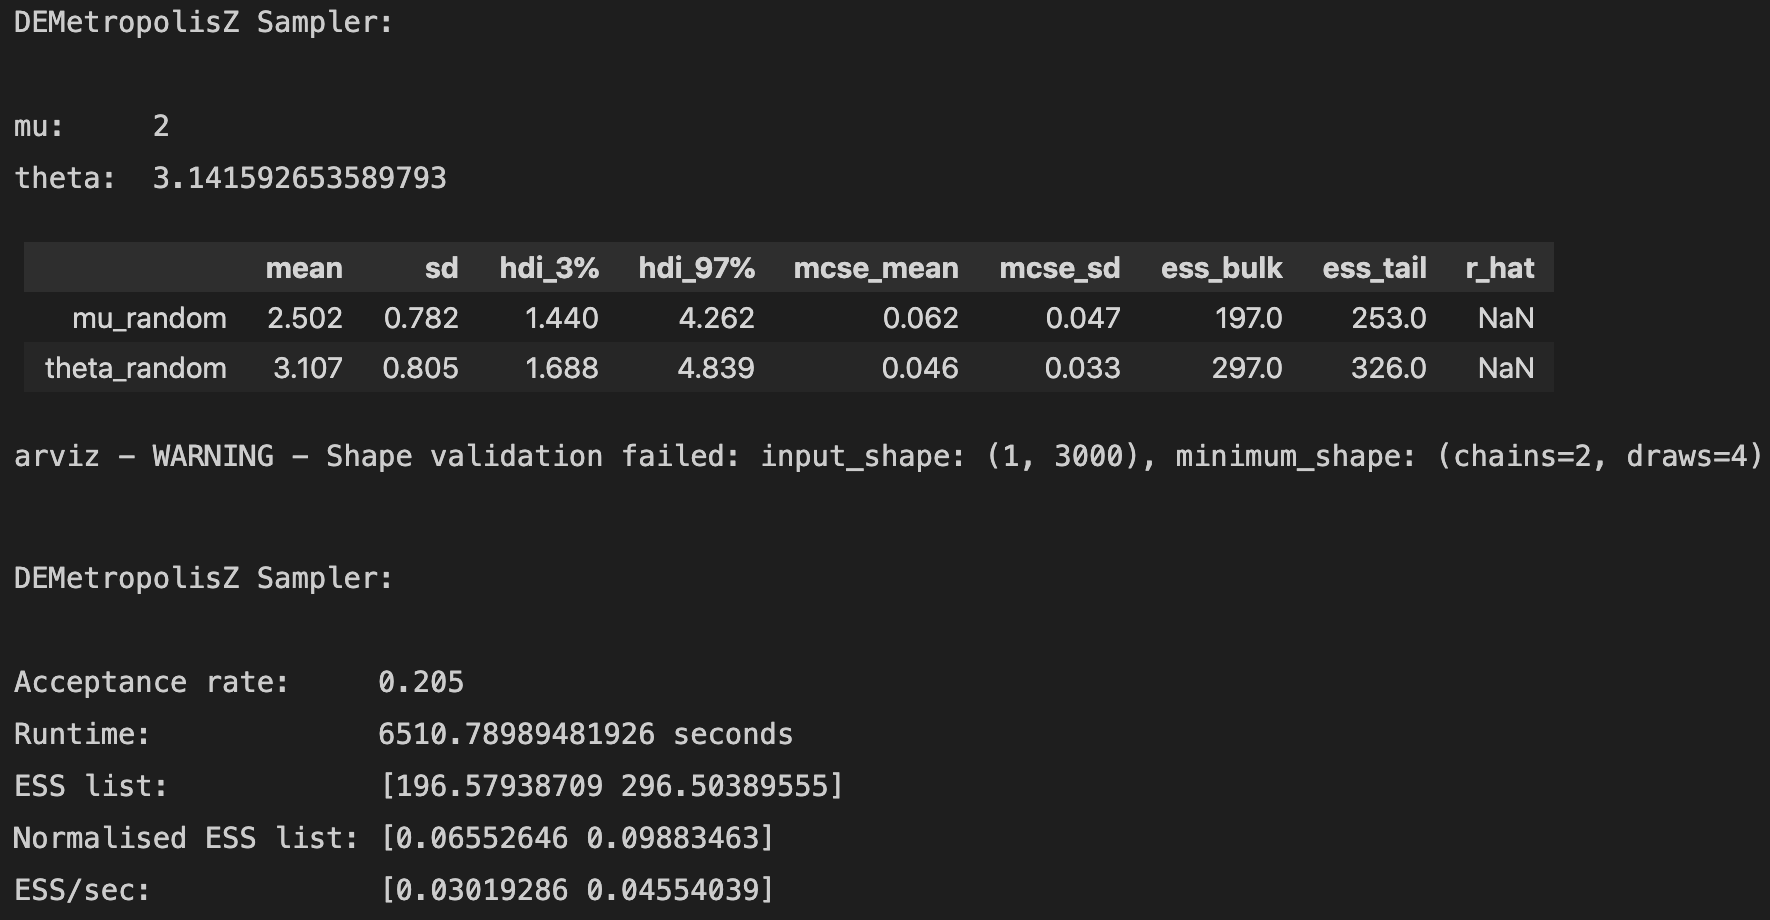 DEMetropolisZ Sampler:
mu:     2
theta:  3.141592653589793
mean sd hdi_3% hdi_97% mcse_mean mcse_sd ess_bulk ess_tail r_hat
mu_random 2.502 0.782 1.440 4.262 0.062 0.047 197.0 253.0 NaN
theta_random 3.107 0.805 1.688 4.839 0.046 0.033 297.0 326.0 NaN
arviz - WARNING - Shape validation failed: input_shape: (1, 3000), minimum_shape: (chains=2, draws=4)
DEMetropolisZ Sampler:
Acceptance rate:     0.205
Runtime:             6510.78989481926 seconds
ESS list:            [196.57938709 296.50389555]
Normalised ESS list: [0.06552646 0.09883463]
ESS/sec:             [0.03019286 0.04554039]